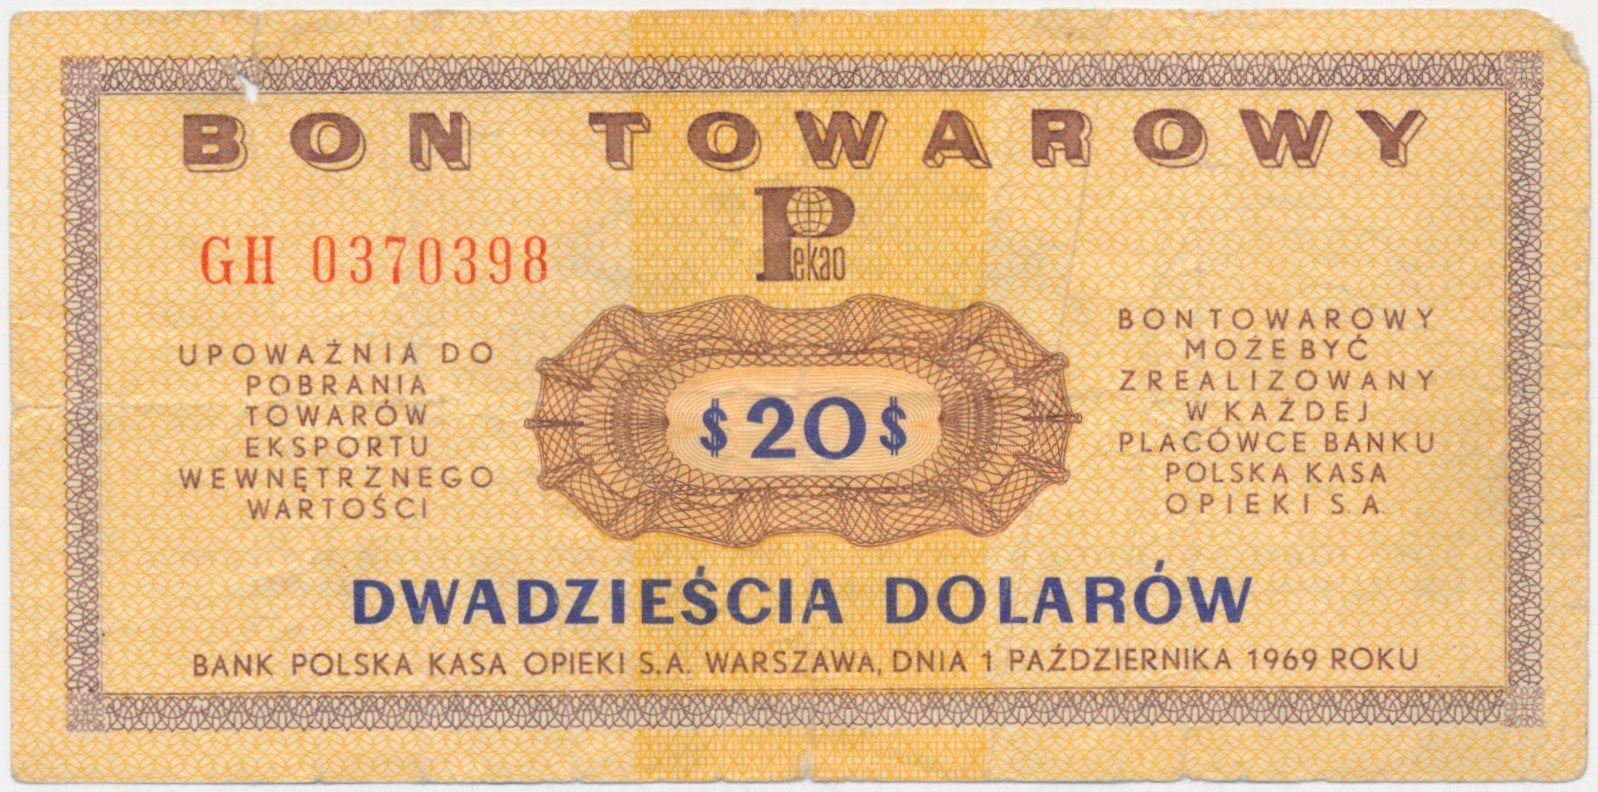 BON TOWAROWY
Pekao
GH 0370398
UPOWAŻNIA DO
POBRANIA
TOWARÓW
EKSPORTU
WEWNĘTRZNEGO
WARTOŚCI
$20$
BON TOWAROWY
MOŻE BYĆ
ZREALIZOWANY
W KAŻDEJ
PLACÓWCE BANKU
POLSKA KASA
OPIEKI S.A.
DWADZIEŚCIA DOLARÓW
BANK POLSKA KASA OPIEKI S.A. WARSZAWA, DNIA 1 PAŹDZIERNIKA 1969 ROKU